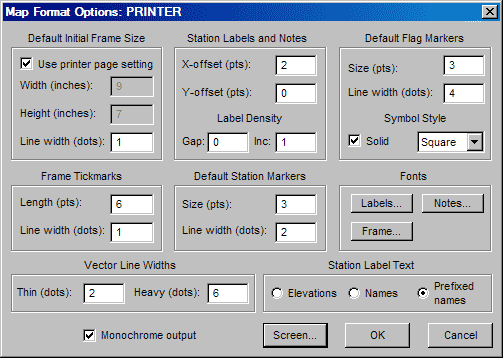 Map Format Options: PRINTER
Default Initial Frame Size
Use printer page setting
Width (inches): 9
Height (inches): 7
Line width (dots): 1
Station Labels and Notes
X-offset (pts): 2
Y-offset (pts): 0
Label Density
Gap: 0 Inc: 1
Default Flag Markers
Size (pts): 3
Line width (dots): 4
Symbol Style
Solid Square
Frame Tickmarks
Length (pts): 6
Line width (dots): 1
Default Station Markers
Size (pts): 3
Line width (dots): 2
Fonts
Labels... Notes...
Frame...
Vector Line Widths
Thin (dots): 2 Heavy (dots): 6
Station Label Text
Elevations Names Prefixed
names
Monochrome output Screen... OK Cancel